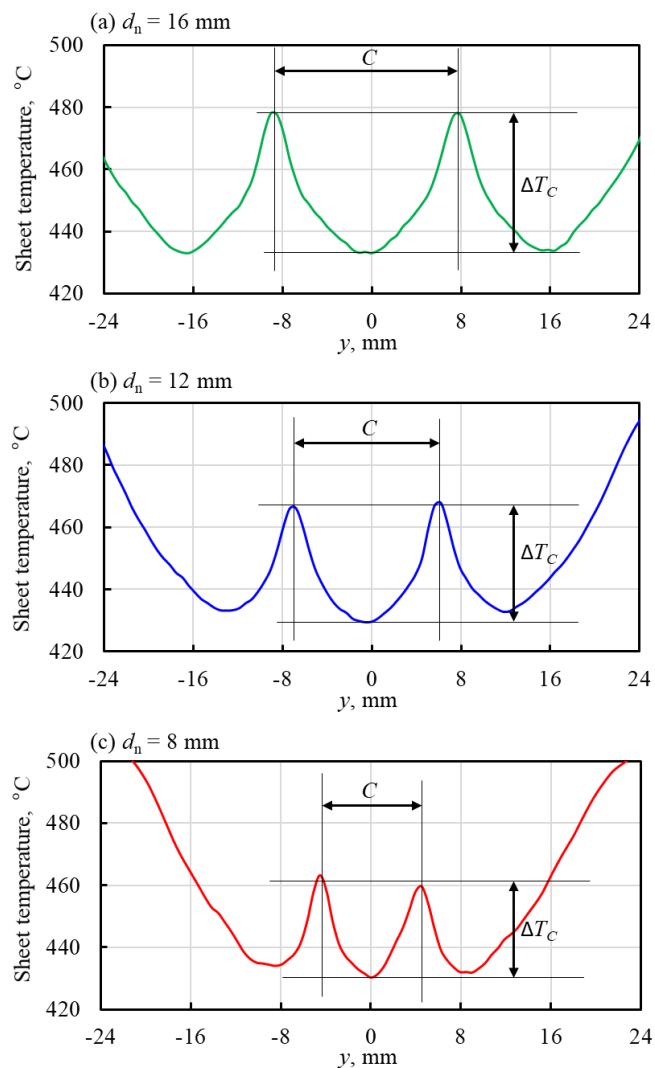 (a) dn = 16 mm
500
480
460
440
420
Sheet temperature, °C
C
ΔTC
-24 -16 -8 0 8 16 24
y, mm
(b) dn = 12 mm
500
480
460
440
420
Sheet temperature, °C
C
ΔTC
-24 -16 -8 0 8 16 24
y, mm
(c) dn = 8 mm
500
480
460
440
420
Sheet temperature, °C
C
ΔTC
-24 -16 -8 0 8 16 24
y, mm